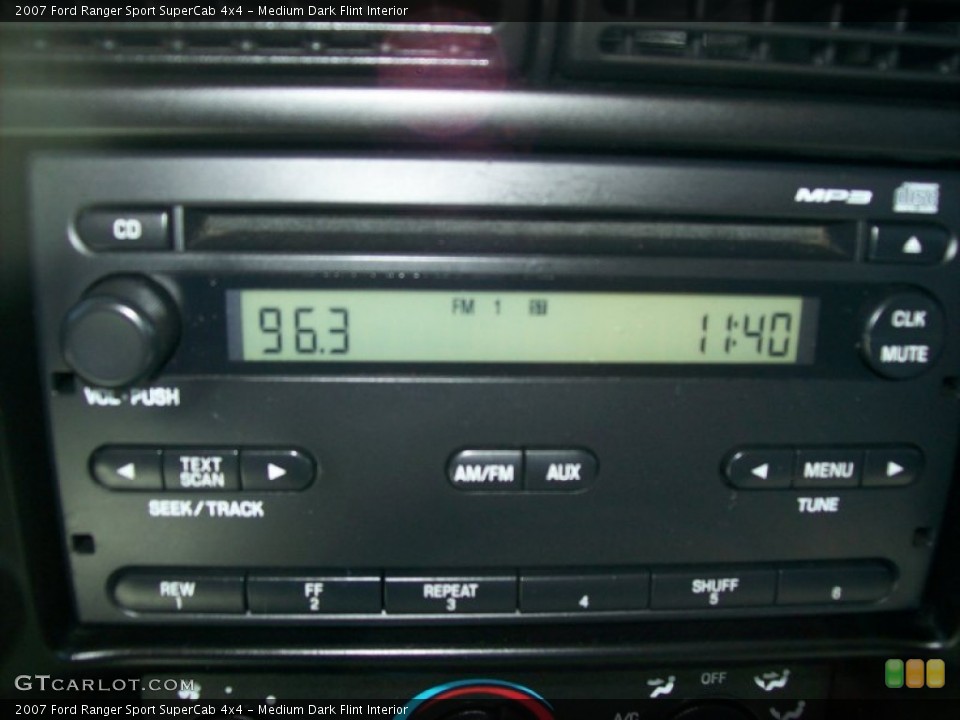 2007 Ford Ranger Sport SuperCab 4x4 – Medium Dark Flint Interior
MP3
CD
FM 1
96.3
11:40
CLK
MUTE
VOL-PUSH
TEXT
SCAN
AM/FM
AUX
MENU
SEEK/TRACK
TUNE
REW
1
FF
2
REPEAT
3
4
SHUFF
5
6
GTCARLOT.COM
OFF
A/C
2007 Ford Ranger Sport SuperCab 4x4 – Medium Dark Flint Interior